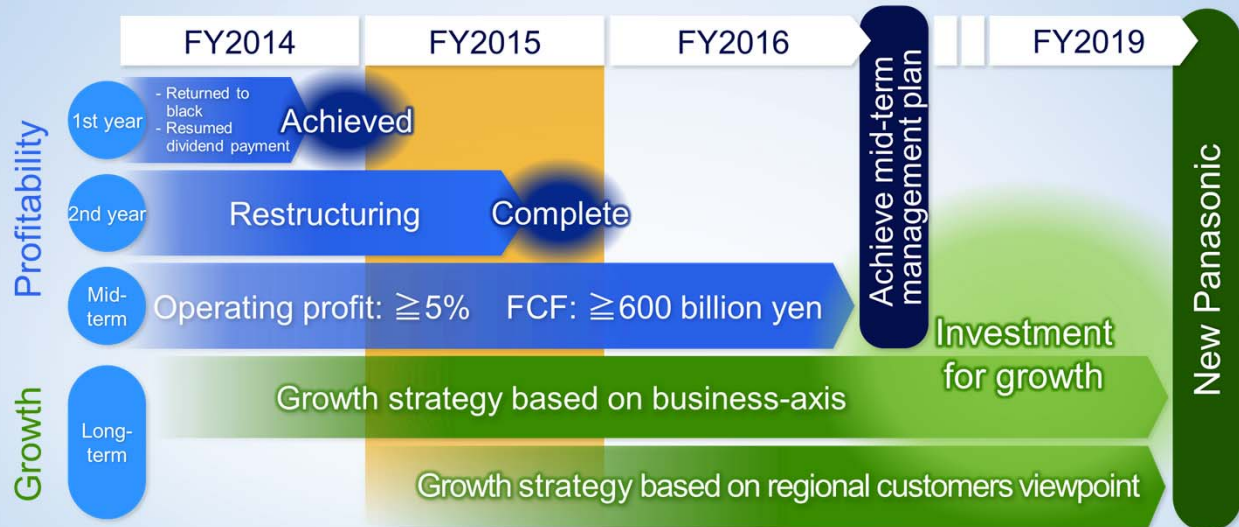 FY2014
FY2015
FY2016
FY2019
Profitability
1st year
- Returned to
black
- Resumed
dividend payment
Achieved
2nd year
Restructuring
Complete
Mid-
term
Operating profit: ≧5%
FCF: ≧600 billion yen
Achieve mid-term
management plan
Growth
Long-
term
Growth strategy based on business-axis
Investment
for growth
Growth strategy based on regional customers viewpoint
New Panasonic